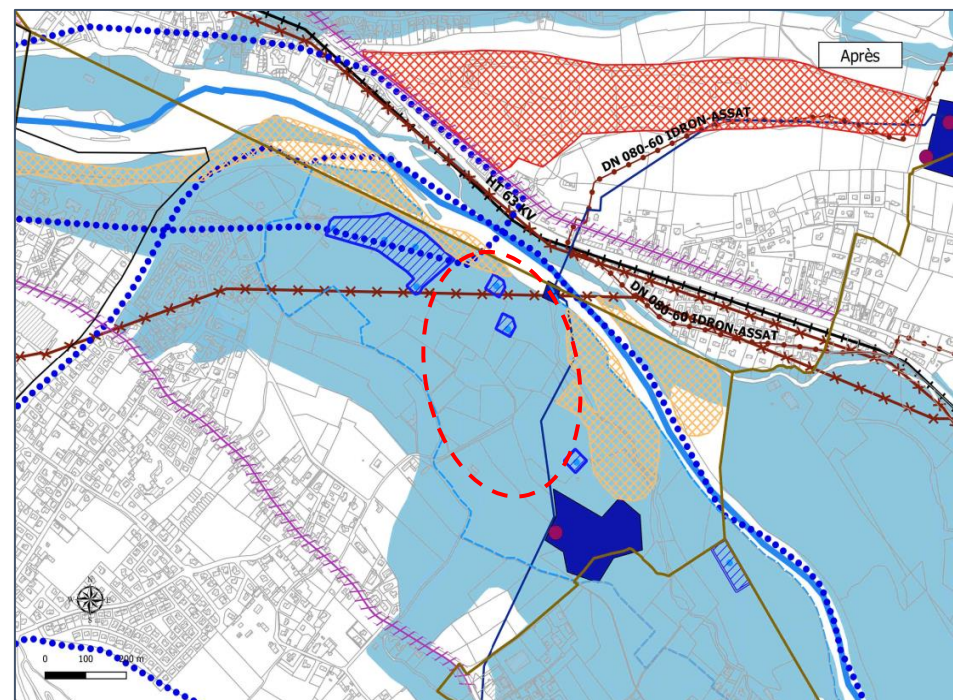 Après
DN 080-60 IDRON-ASSAT
HT 63 KV
DN 080-60 IDRON-ASSAT
N
W E
S
0 100 200 m